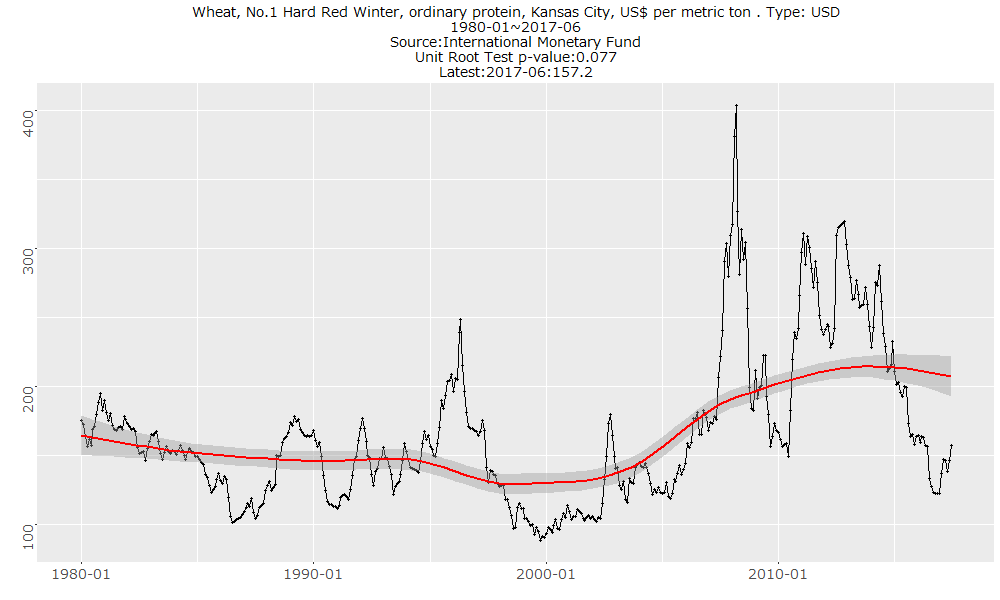 Wheat, No.1 Hard Red Winter, ordinary protein, Kansas City, US$ per metric ton . Type: USD
1980-01~2017-06
Source:International Monetary Fund
Unit Root Test p-value:0.077
Latest:2017-06:157.2
400
300
200
100
1980-01
1990-01
2000-01
2010-01